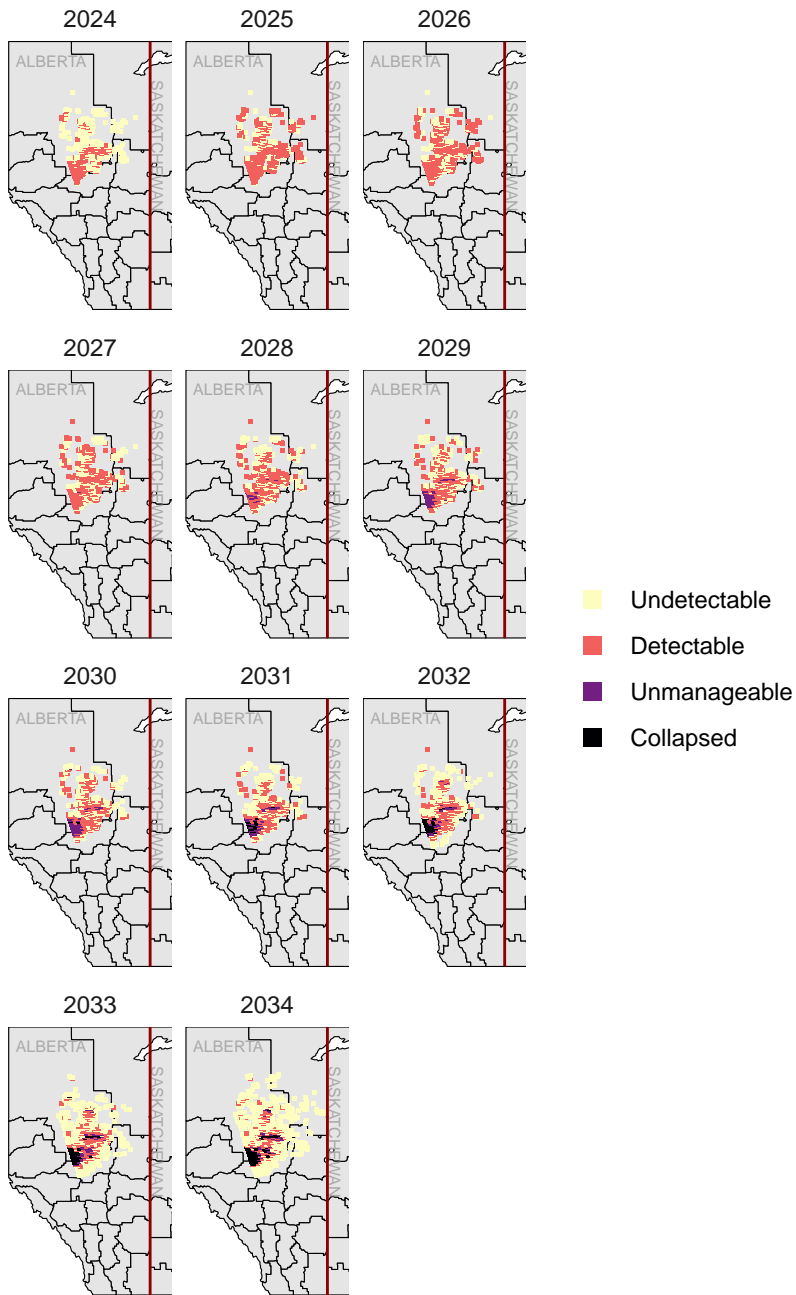 2024 2025 2026
ALBERTA SASKATCHEWAN ALBERTA SASKATCHEWAN ALBERTA SASKATCHEWAN
2027 2028 2029
ALBERTA SASKATCHEWAN ALBERTA SASKATCHEWAN ALBERTA SASKATCHEWAN
Undetectable
Detectable
Unmanageable
Collapsed
2030 2031 2032
ALBERTA SASKATCHEWAN ALBERTA SASKATCHEWAN ALBERTA SASKATCHEWAN
2033 2034
ALBERTA SASKATCHEWAN ALBERTA SASKATCHEWAN